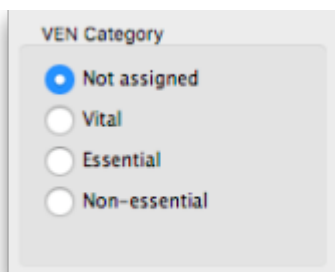 VEN Category
Not assigned
Vital
Essential
Non-essential